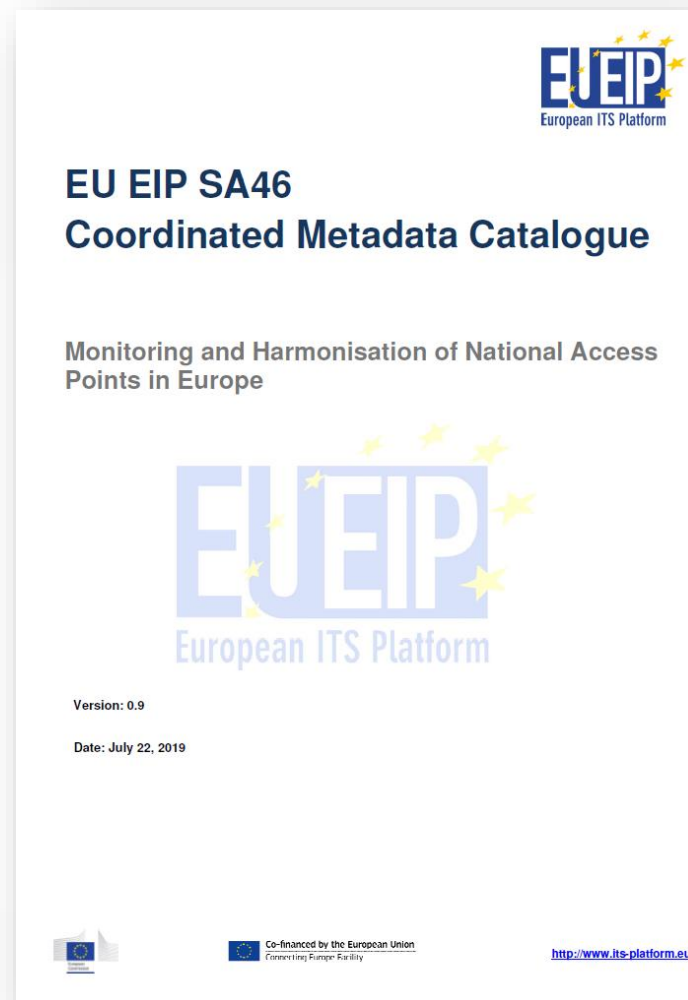 EUEIP
European ITS Platform
EU EIP SA46
Coordinated Metadata Catalogue
Monitoring and Harmonisation of National Access
Points in Europe
EUEIP
European ITS Platform
Version: 0.9
Date: July 22, 2019
Co-financed by the European Union
Connecting Europe Facility
http://www.its-platform.eu